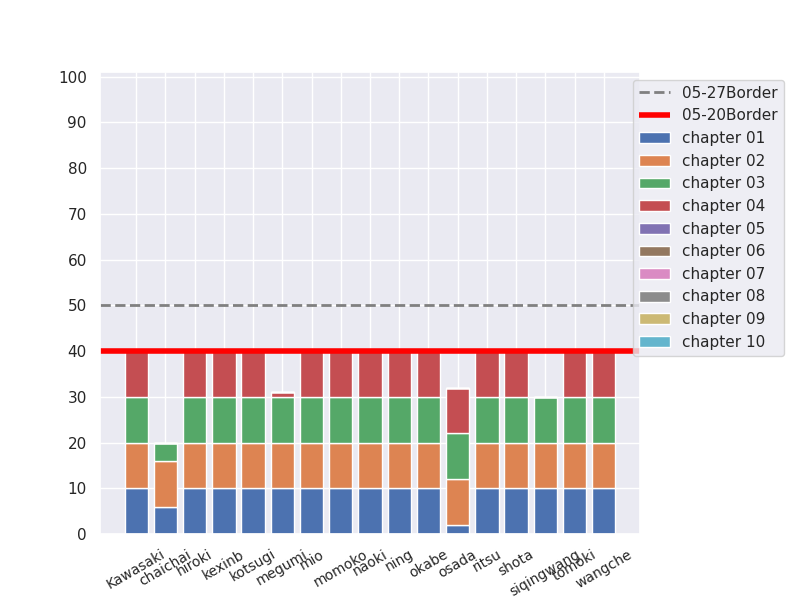 100
90
80
70
60
50
40
30
20
10
0
05-27Border
05-20Border
chapter 01
chapter 02
chapter 03
chapter 04
chapter 05
chapter 06
chapter 07
chapter 08
chapter 09
chapter 10
Kawasaki
chaichai
hiroki
kexinb
kotsugi
megumi
mio
momoko
naoki
ning
okabe
osada
ritsu
shota
siqingwang
tomoki
wangche